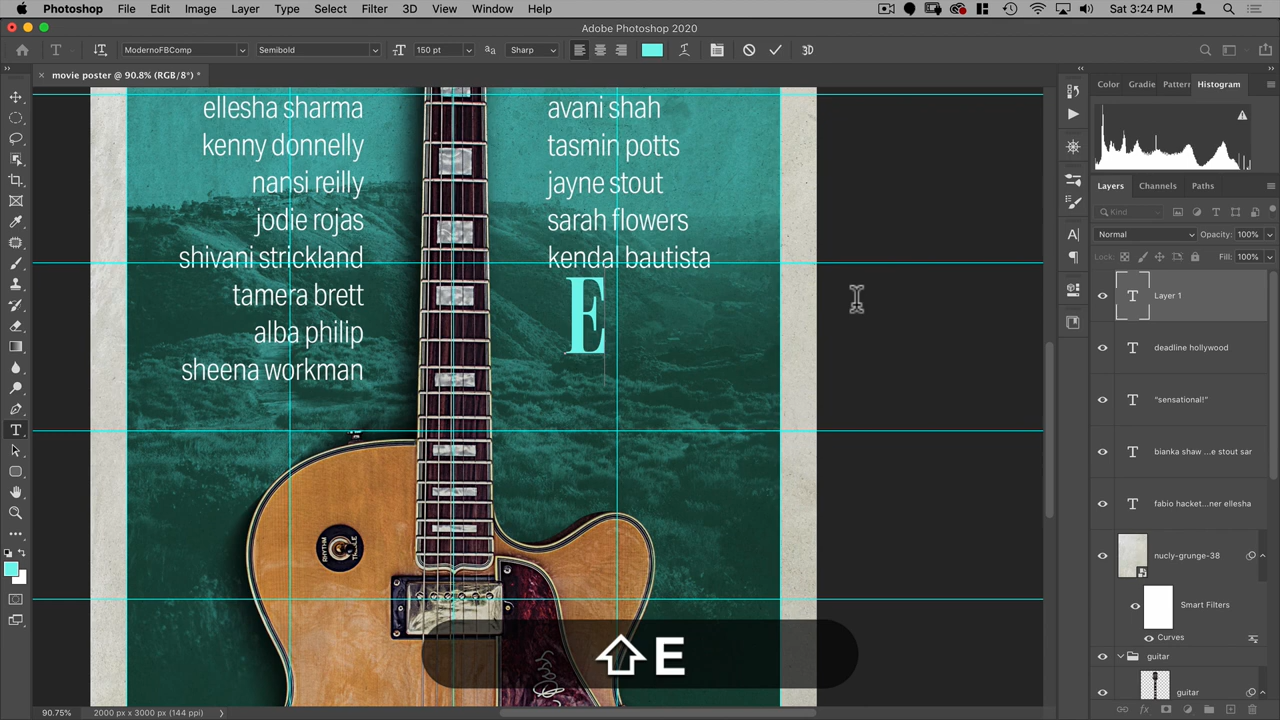 Photoshop File Edit Image Layer Type Select Filter 3D View Window Help Sat 3:24 PM
Adobe Photoshop 2020
T ModernoFBComp Semibold 150 pt Sharp 3D
movie poster @ 90.8% (RGB/8*) *
ellesha sharma
kenny donnelly
nansi reilly
jodie rojas
shivani strickland
tamera brett
alba philip
sheena workman
avani shah
tasmin potts
jayne stout
sarah flowers
kendal bautista
E
⇧E
Color Gradie Pattern Histogram
Layers Channels Paths
Kind
Normal Opacity: 100%
Lock: Fill: 100%
T Layer 1
T deadline hollywood
T "sensational!"
T bianka shaw ...e stout sar
T fabio hacket...ner ellesha
nucly-grunge-38
Smart Filters
Curves
guitar
guitar
90.75% 2000 px x 3000 px (144 ppi)